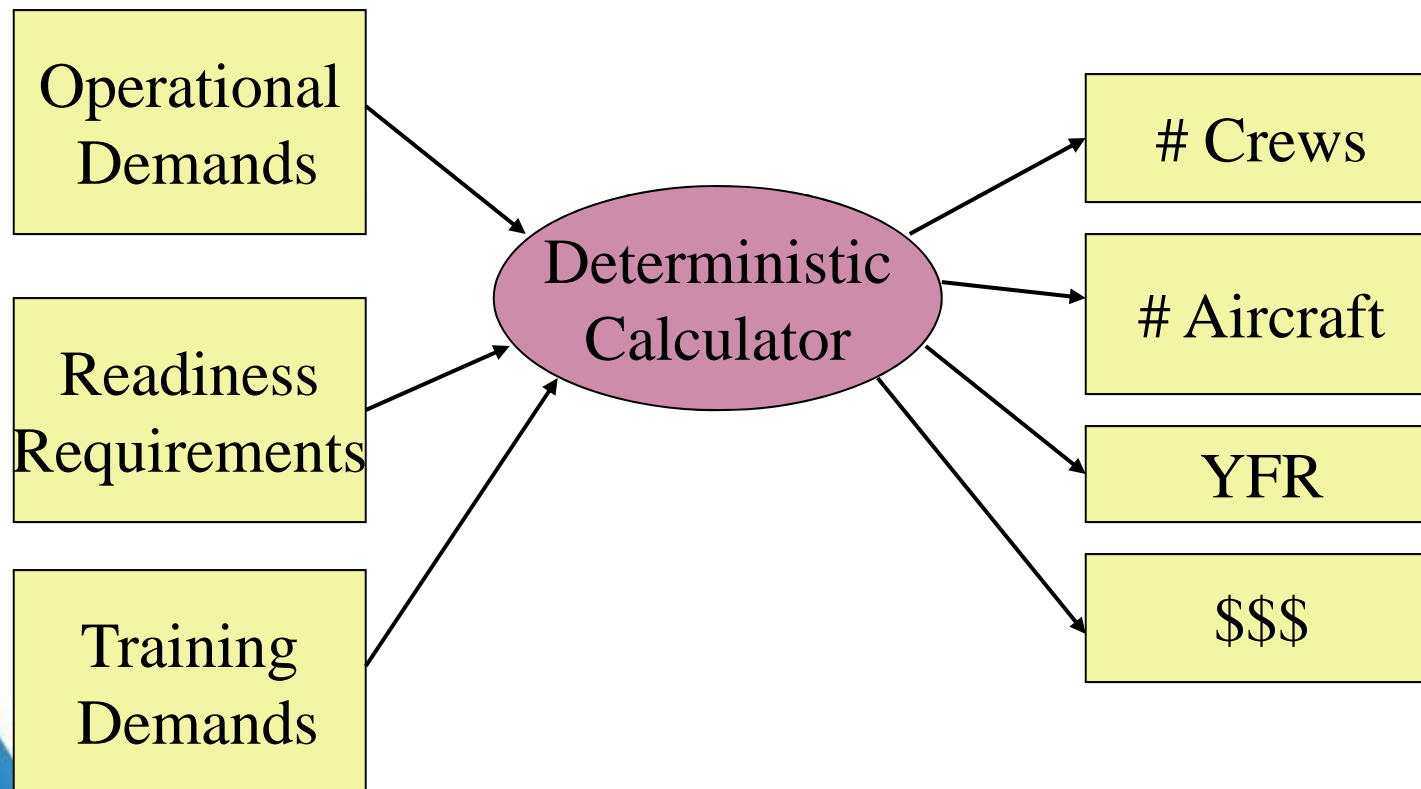 Operational
Demands
Readiness
Requirements
Training
Demands
Deterministic
Calculator
# Crews
# Aircraft
YFR
$$$